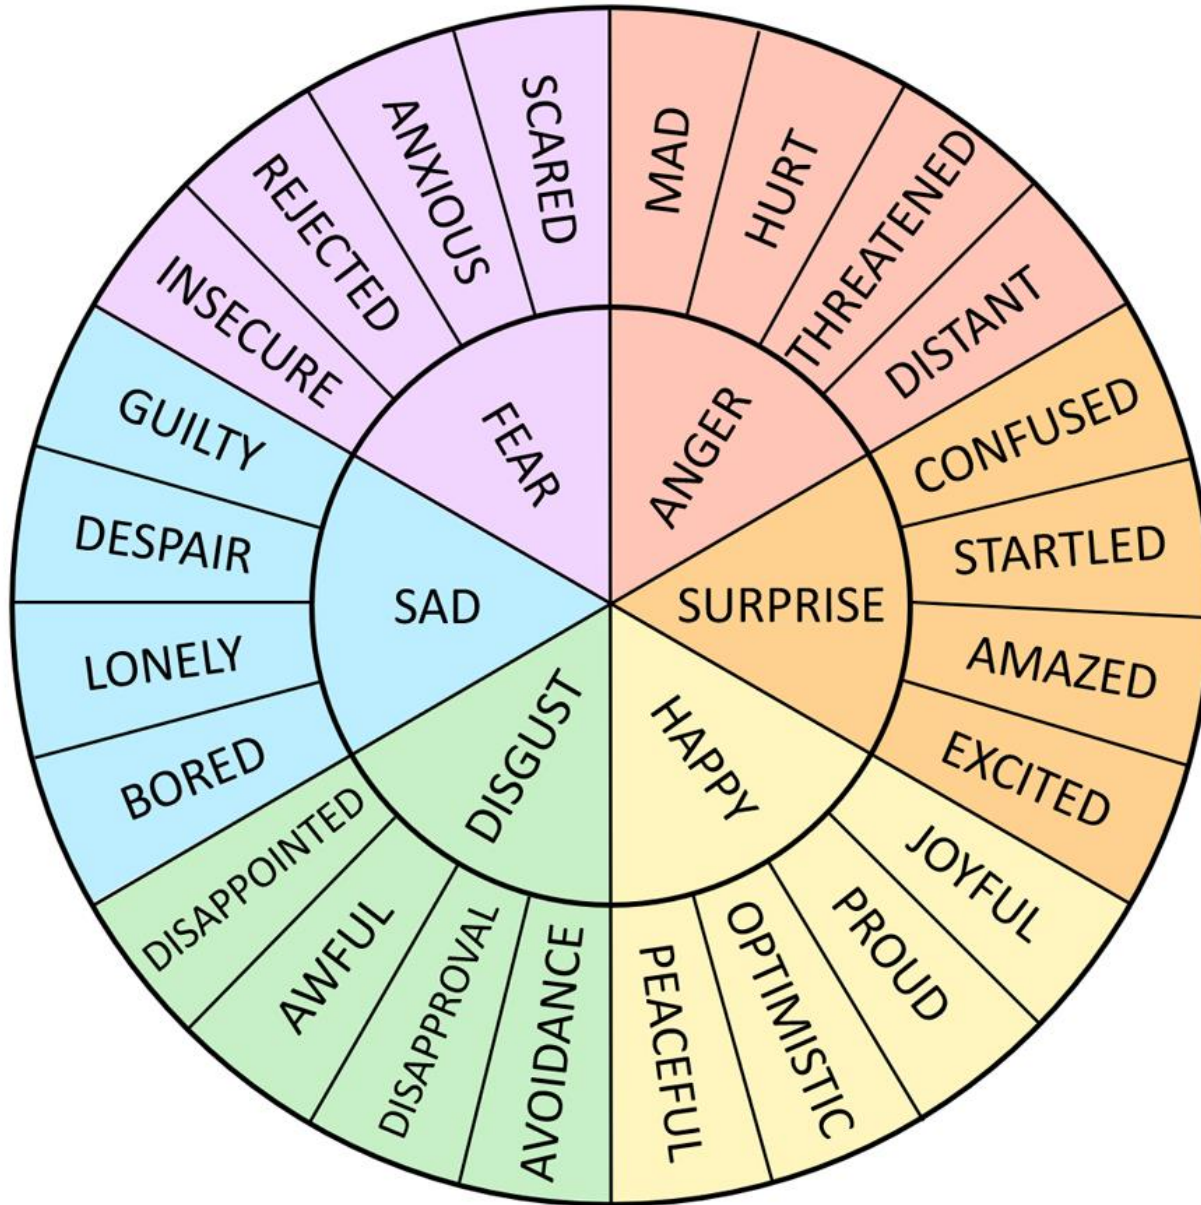 MAD
HURT
THREATENED
DISTANT
CONFUSED
STARTLED
AMAZED
EXCITED
JOYFUL
PROUD
OPTIMISTIC
PEACEFUL
AVOIDANCE
DISAPPROVAL
AWFUL
DISAPPOINTED
BORED
LONELY
DESPAIR
GUILTY
INSECURE
REJECTED
ANXIOUS
SCARED
ANGER
SURPRISE
HAPPY
DISGUST
SAD
FEAR